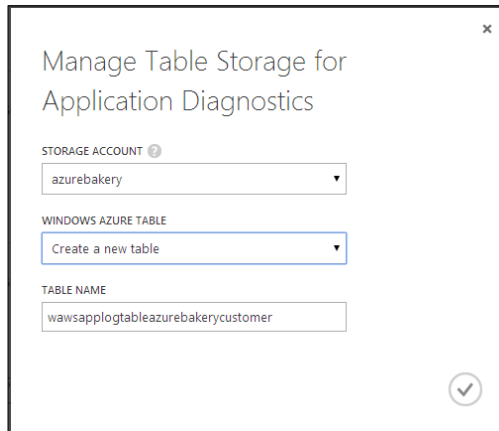 Manage Table Storage for
Application Diagnostics
STORAGE ACCOUNT ?
azurebakery
WINDOWS AZURE TABLE
Create a new table
TABLE NAME
wawsapplogtableazurebakerycustomer